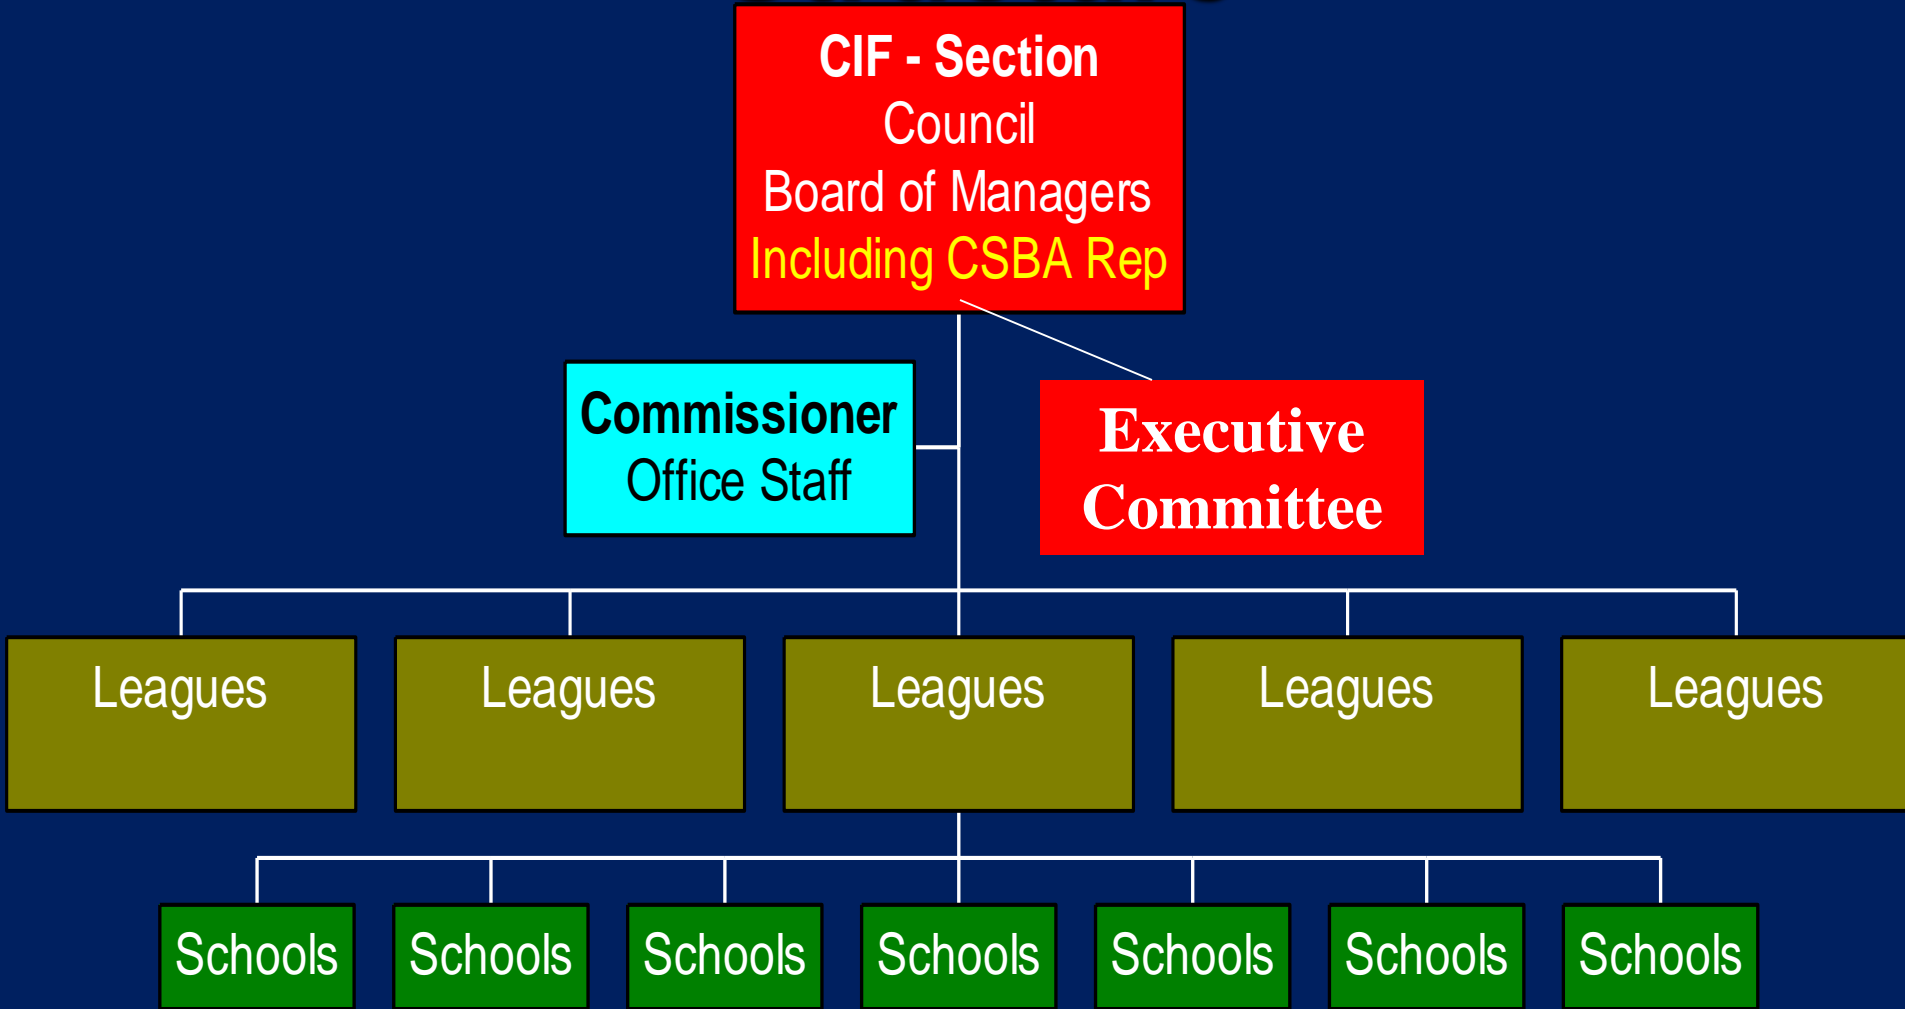 CIF - Section
Council
Board of Managers
Including CSBA Rep
Commissioner
Office Staff
Executive
Committee
Leagues
Leagues
Leagues
Leagues
Leagues
Schools
Schools
Schools
Schools
Schools
Schools
Schools